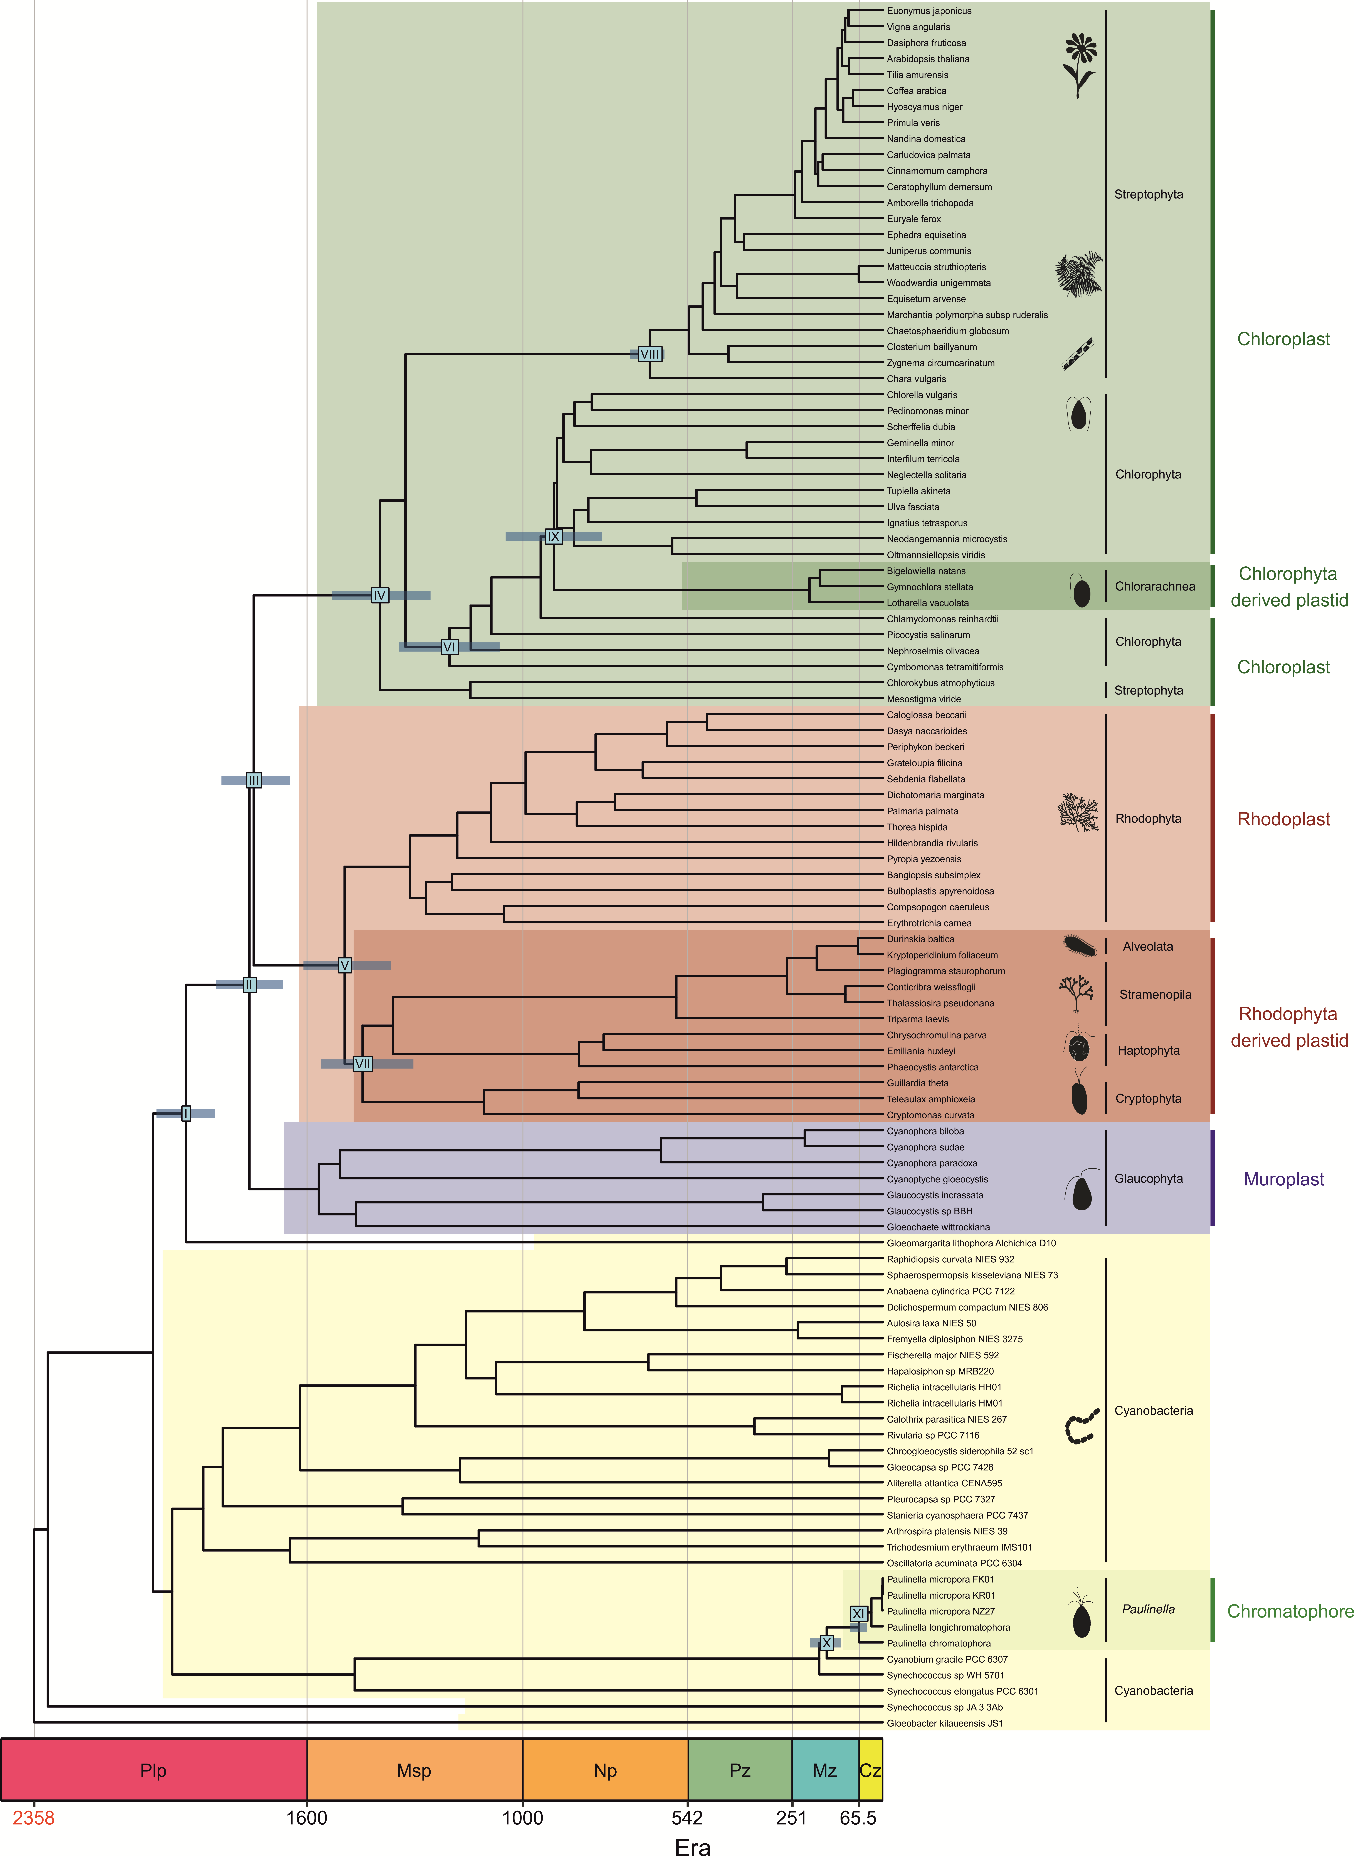 Euonymus japonicus
Vigna angularis
Dasiphora fruticosa
Arabidopsis thaliana
Tilia amurensis
Coffea arabica
Hyoscyamus niger
Primula veris
Nandina domestica
Carludovica palmata
Cinnamomum camphora
Ceratophyllum demersum
Amborella trichopoda
Euryale ferox
Ephedra equisetina
Juniperus communis
Matteuccia struthiopteris
Woodwardia unigemmata
Equisetum arvense
Marchantia polymorpha subsp ruderalis
Chaetosphaeridium globosum
Closterium baillyanum
Zygnema circumcarinatum
Chara vulgaris
Streptophyta
Chloroplast
VIII
Chlorella vulgaris
Pedinomonas minor
Scherffelia dubia
Geminella minor
Interfilum terricola
Neglectella solitaria
Tupiella akineta
Ulva fasciata
Ignatius tetrasporus
Neodangemannia microcystis
Oltmannsiellopsis viridis
Chlorophyta
IX
Bigelowiella natans
Gymnochlora stellata
Lotharella vacuolata
Chlorarachnea
Chlorophyta
derived plastid
IV
Chlamydomonas reinhardtii
Picocystis salinarum
Nephroselmis olivacea
Cymbomonas tetramitiformis
Chlorophyta
VI
Chloroplast
Chlorokybus atmophyticus
Mesostigma viride
Streptophyta
III
Caloglossa beccarii
Dasya naccarioides
Periphykon beckeri
Grateloupia filicina
Sebdenia flabellata
Dichotomaria marginata
Palmaria palmata
Thorea hispida
Hildenbrandia rivularis
Pyropia yezoensis
Bangiopsis subsimplex
Bulboplastis apyrenoidosa
Compsopogon caeruleus
Erythrotrichia carnea
Rhodophyta
Rhodoplast
V
Durinskia baltica
Kryptoperidinium foliaceum
Alveolata
Plagiogramma staurophorum
Conticribra weissflogii
Thalassiosira pseudonana
Triparma laevis
Stramenopila
II
Rhodophyta
derived plastid
Chrysochromulina parva
Emiliania huxleyi
Phaeocystis antarctica
Haptophyta
VII
Guillardia theta
Teleaulax amphioxeia
Cryptomonas curvata
Cryptophyta
I
Cyanophora biloba
Cyanophora sudae
Cyanophora paradoxa
Cyanoptyche gloeocystis
Glaucocystis incrassata
Glaucocystis sp BBH
Gloeochaete wittrockiana
Glaucophyta
Muroplast
Gloeomargarita lithophora Alchichica D10
Raphidiopsis curvata NIES 932
Sphaerospermopsis kisseleviana NIES 73
Anabaena cylindrica PCC 7122
Dolichospermum compactum NIES 806
Aulosira laxa NIES 50
Fremyella diplosiphon NIES 3275
Fischerella major NIES 592
Hapalosiphon sp MRB220
Richelia intracellularis HH01
Richelia intracellularis HM01
Calothrix parasitica NIES 267
Rivularia sp PCC 7116
Chroogloeocystis siderophila 52 sc1
Gloeocapsa sp PCC 7428
Aliterella atlantica CENA595
Pleurocapsa sp PCC 7327
Stanieria cyanosphaera PCC 7437
Arthrospira platensis NIES 39
Trichodesmium erythraeum IMS101
Oscillatoria acuminata PCC 6304
Cyanobacteria
Paulinella micropora FK01
Paulinella micropora KR01
Paulinella micropora NZ27
Paulinella longichromatophora
Paulinella chromatophora
Paulinella
Chromatophore
XI
X
Cyanobium gracile PCC 6307
Synechococcus sp WH 5701
Synechococcus elongatus PCC 6301
Synechococcus sp JA 3 3Ab
Gloeobacter kilaueensis JS1
Cyanobacteria
Plp Msp Np Pz Mz Cz
2358 1600 1000 542 251 65.5
Era